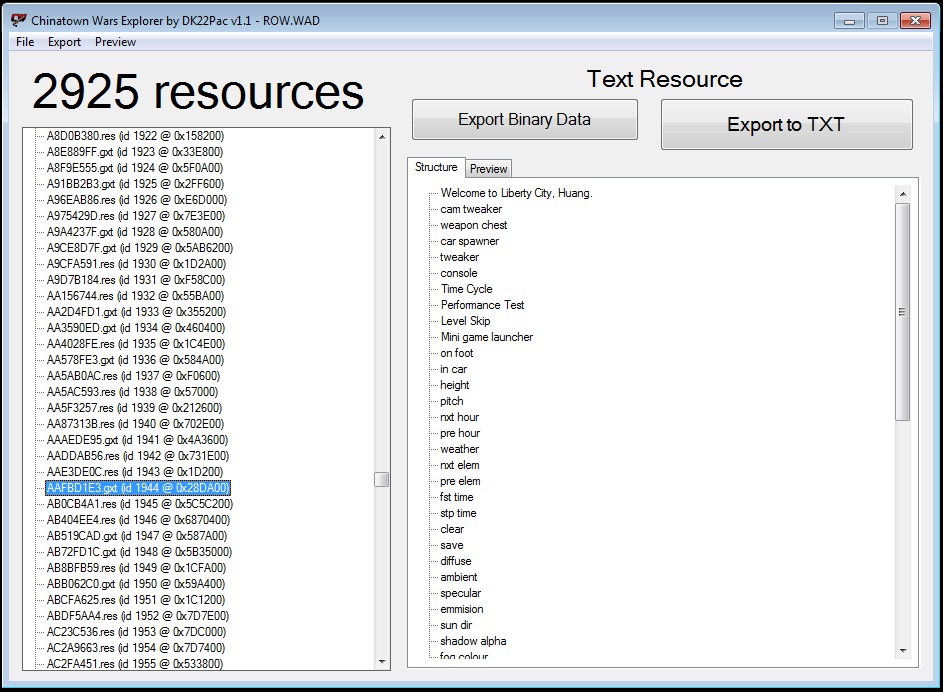 Chinatown Wars Explorer by DK22Pac v1.1 - ROW.WAD
File Export Preview
2925 resources
A8D0B380.res (id 1922 @ 0x158200)
A8E889FF.gxt (id 1923 @ 0x33E800)
A8F9E555.gxt (id 1924 @ 0x5F0A00)
A91BB2B3.gxt (id 1925 @ 0x2FF600)
A96EAB86.res (id 1926 @ 0xE6D000)
A975429D.res (id 1927 @ 0x7E3E00)
A9A4237F.gxt (id 1928 @ 0x580A00)
A9CE8D7F.gxt (id 1929 @ 0x5AB6200)
A9CFA591.res (id 1930 @ 0x1D2A00)
A9D7B184.res (id 1931 @ 0xF58C00)
AA156744.res (id 1932 @ 0x55BA00)
AA2D4FD1.gxt (id 1933 @ 0x355200)
AA3590ED.gxt (id 1934 @ 0x460400)
AA4028FE.res (id 1935 @ 0x1C4E00)
AA578FE3.gxt (id 1936 @ 0x584A00)
AA5AB0AC.res (id 1937 @ 0xF0600)
AA5AC593.res (id 1938 @ 0x57000)
AA5F3257.res (id 1939 @ 0x212600)
AA87313B.res (id 1940 @ 0x702E00)
AAAEDE95.gxt (id 1941 @ 0x4A3600)
AADDAB56.res (id 1942 @ 0x731E00)
AAE3DE0C.res (id 1943 @ 0x1D200)
AAFBD1E3.gxt (id 1944 @ 0x28DA00)
AB0CB4A1.res (id 1945 @ 0x5C5C200)
AB404EE4.res (id 1946 @ 0x6870400)
AB519CAD.gxt (id 1947 @ 0x587A00)
AB72FD1C.gxt (id 1948 @ 0x5B35000)
AB8BFB59.res (id 1949 @ 0x1CFA00)
ABB062C0.gxt (id 1950 @ 0x59A400)
ABCFA625.res (id 1951 @ 0x1C1200)
ABDF5AA4.res (id 1952 @ 0x7D7E00)
AC23C536.res (id 1953 @ 0x7DC000)
AC2A9663.res (id 1954 @ 0x7D7400)
AC2FA451.res (id 1955 @ 0x533800)
Text Resource
Export Binary Data
Export to TXT
Structure Preview
Welcome to Liberty City, Huang.
cam tweaker
weapon chest
car spawner
tweaker
console
Time Cycle
Performance Test
Level Skip
Mini game launcher
on foot
in car
height
pitch
nxt hour
pre hour
weather
nxt elem
pre elem
fst time
stp time
clear
save
diffuse
ambient
specular
emmision
sun dir
shadow alpha
fog colour